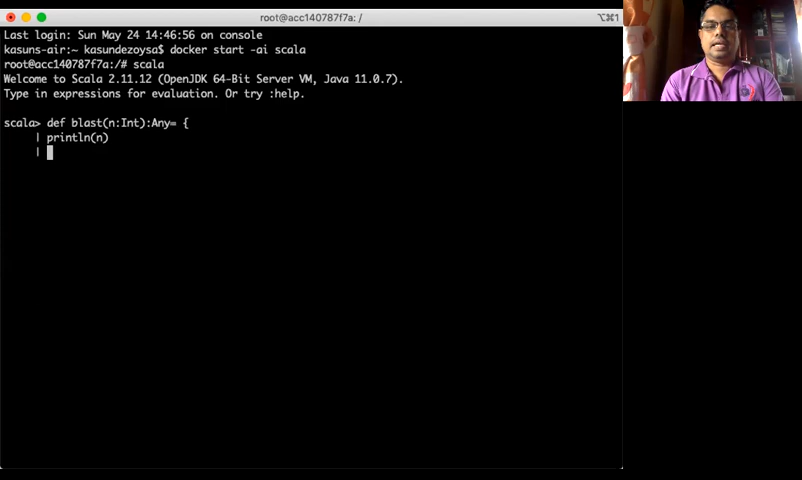 root@acc140787f7a: /
⌥⌘1
Last login: Sun May 24 14:46:56 on console
kasuns-air:~ kasundezoysa$ docker start -ai scala
root@acc140787f7a:/# scala
Welcome to Scala 2.11.12 (OpenJDK 64-Bit Server VM, Java 11.0.7).
Type in expressions for evaluation. Or try :help.
scala> def blast(n:Int):Any= {
| println(n)
|